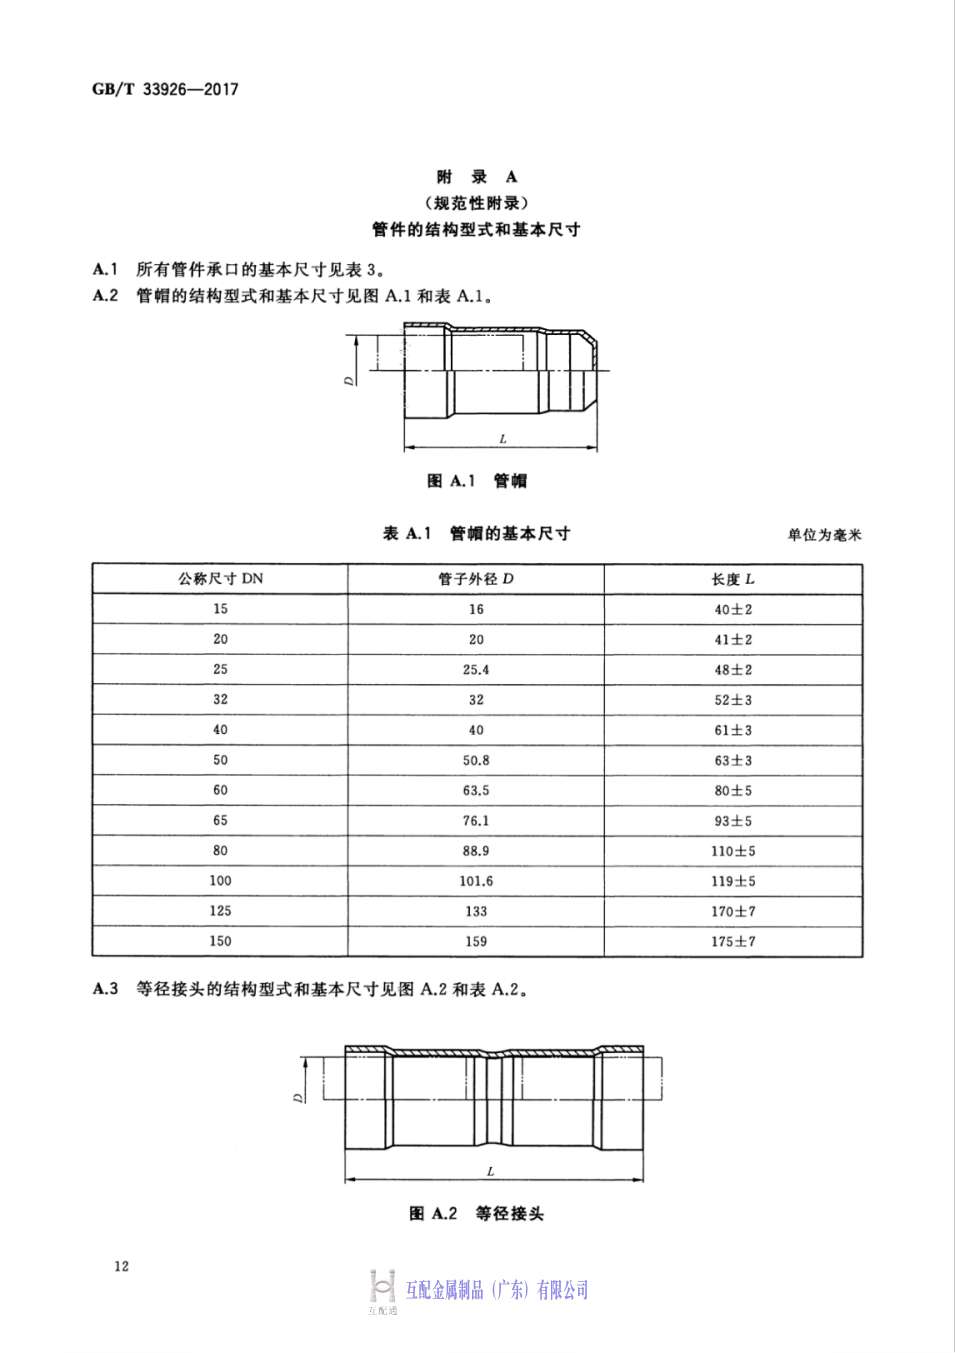 GB/T 33926—2017
附 录 A
（规范性附录）
管件的结构型式和基本尺寸
A.1 所有管件承口的基本尺寸见表 3。
A.2 管帽的结构型式和基本尺寸见图 A.1 和表 A.1。
D
L
图 A.1 管帽
表 A.1 管帽的基本尺寸 单位为毫米
公称尺寸 DN 管子外径 D 长度 L
15 16 40±2
20 20 41±2
25 25.4 48±2
32 32 52±3
40 40 61±3
50 50.8 63±3
60 63.5 80±5
65 76.1 93±5
80 88.9 110±5
100 101.6 119±5
125 133 170±7
150 159 175±7
A.3 等径接头的结构型式和基本尺寸见图 A.2 和表 A.2。
D
L
图 A.2 等径接头
12
互配金属制品（广东）有限公司
互配通